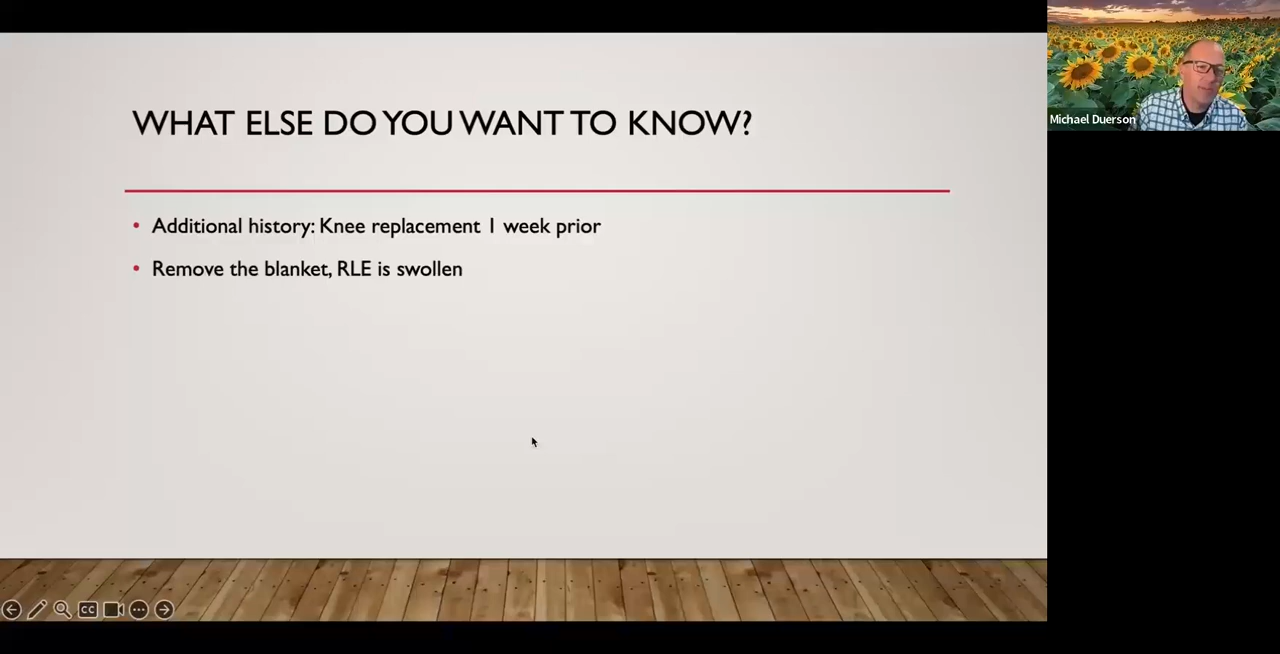 WHAT ELSE DO YOU WANT TO KNOW?
• Additional history: Knee replacement 1 week prior
• Remove the blanket, RLE is swollen
Michael Duerson
CC